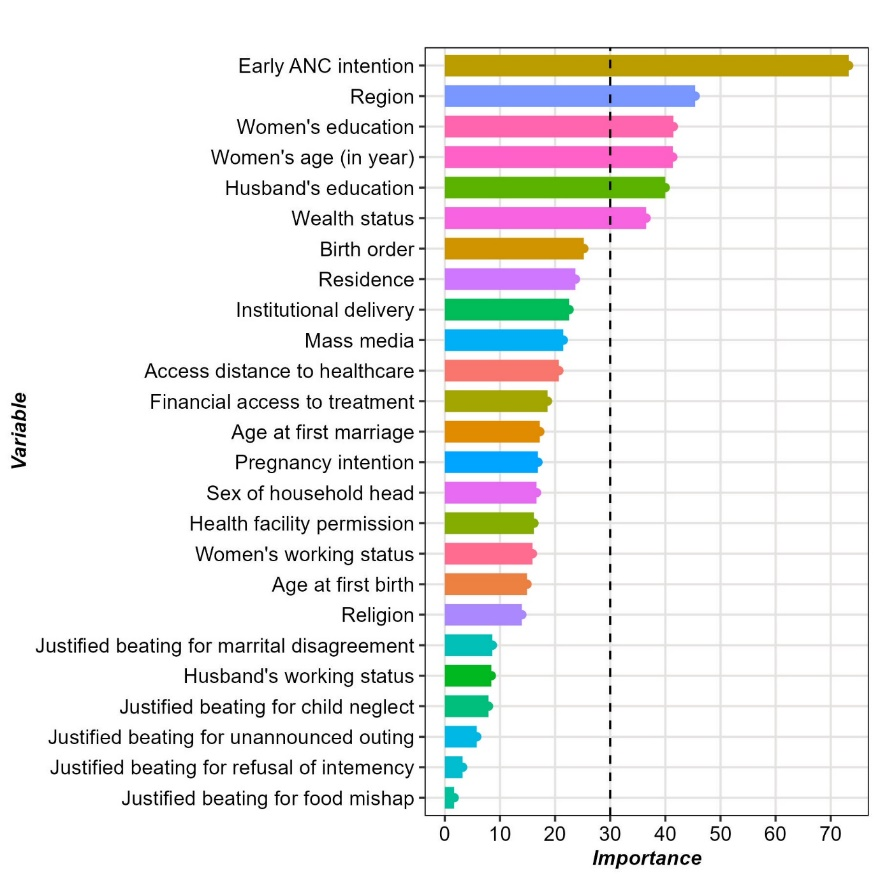 Early ANC intention
Region
Women's education
Women's age (in year)
Husband's education
Wealth status
Birth order
Residence
Institutional delivery
Mass media
Access distance to healthcare
Financial access to treatment
Age at first marriage
Pregnancy intention
Sex of household head
Health facility permission
Women's working status
Age at first birth
Religion
Justified beating for marrital disagreement
Husband's working status
Justified beating for child neglect
Justified beating for unannounced outing
Justified beating for refusal of intemency
Justified beating for food mishap
Variable
0 10 20 30 40 50 60 70
Importance